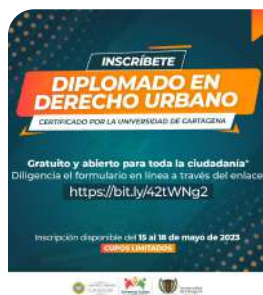 INSCRÍBETE
DIPLOMADO EN
DERECHO URBANO
CERTIFICADO POR LA UNIVERSIDAD DE CARTAGENA
Gratuito y abierto para toda la ciudadanía*
Diligencia el formulario en línea a través del enlace
https://bit.ly/42tWNg2
Inscripción disponible del 15 al 18 de mayo de 2023
CUPOS LIMITADOS